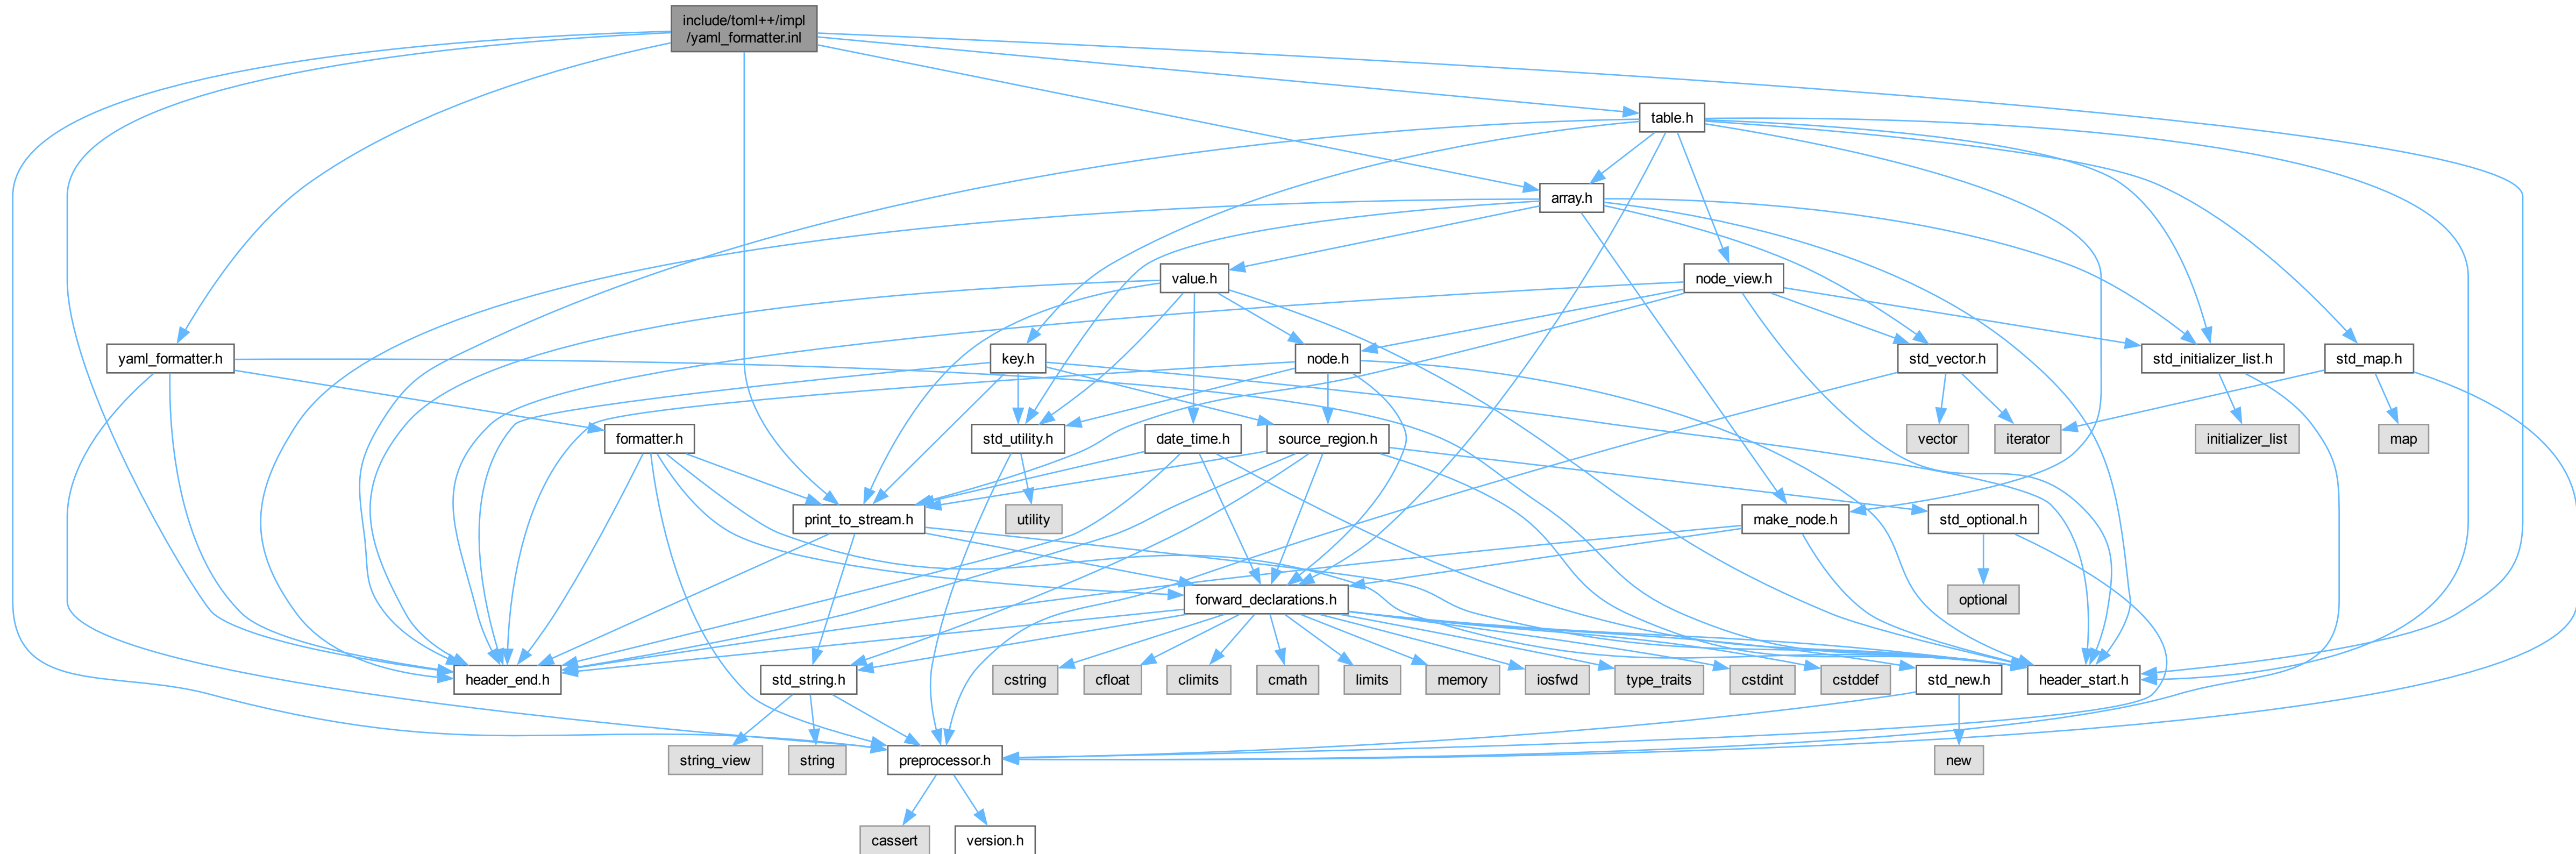 include/toml++/impl
/yaml_formatter.inl
table.h
array.h
value.h
node_view.h
yaml_formatter.h
key.h
node.h
std_vector.h
std_initializer_list.h
std_map.h
formatter.h
std_utility.h
date_time.h
source_region.h
vector
iterator
initializer_list
map
print_to_stream.h
utility
make_node.h
std_optional.h
forward_declarations.h
optional
header_end.h
std_string.h
cstring
cfloat
climits
cmath
limits
memory
iosfwd
type_traits
cstdint
cstddef
std_new.h
header_start.h
string_view
string
preprocessor.h
new
cassert
version.h